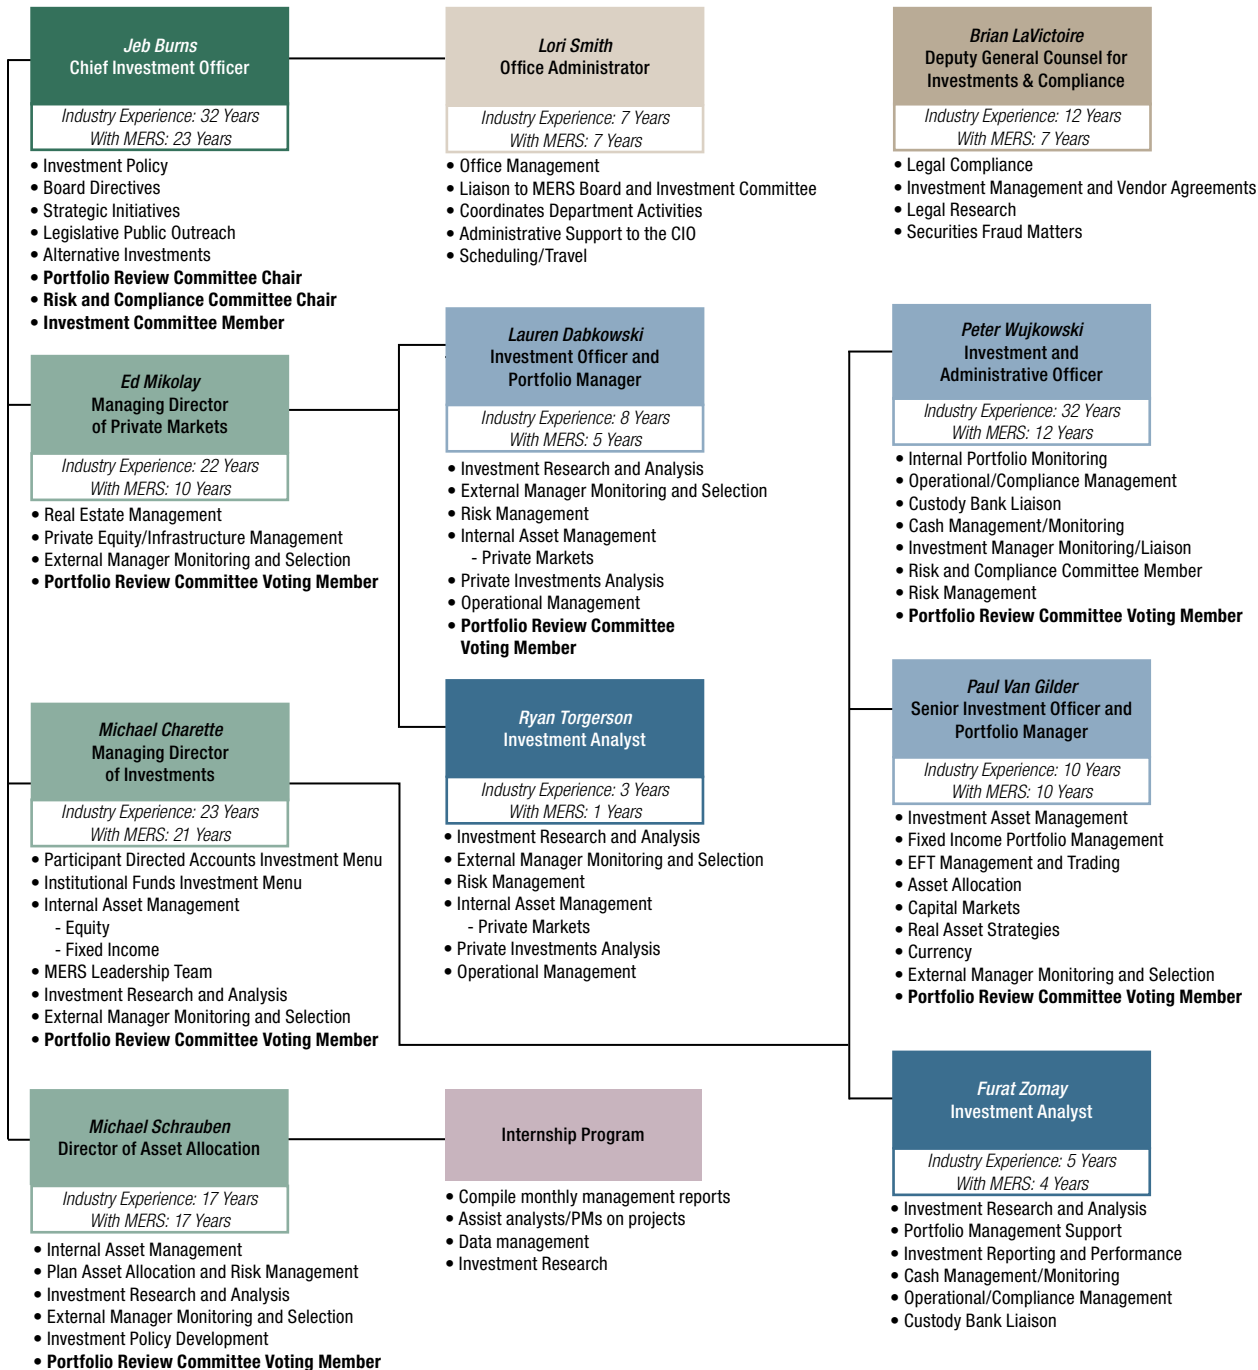 Jeb Burns
Chief Investment Officer
Industry Experience: 32 Years
With MERS: 23 Years
• Investment Policy
• Board Directives
• Strategic Initiatives
• Legislative Public Outreach
• Alternative Investments
• Portfolio Review Committee Chair
• Risk and Compliance Committee Chair
• Investment Committee Member
Lori Smith
Office Administrator
Industry Experience: 7 Years
With MERS: 7 Years
• Office Management
• Liaison to MERS Board and Investment Committee
• Coordinates Department Activities
• Administrative Support to the CIO
• Scheduling/Travel
Brian LaVictoire
Deputy General Counsel for
Investments & Compliance
Industry Experience: 12 Years
With MERS: 7 Years
• Legal Compliance
• Investment Management and Vendor Agreements
• Legal Research
• Securities Fraud Matters
Ed Mikolay
Managing Director
of Private Markets
Industry Experience: 22 Years
With MERS: 10 Years
• Real Estate Management
• Private Equity/Infrastructure Management
• External Manager Monitoring and Selection
• Portfolio Review Committee Voting Member
Lauren Dabkowski
Investment Officer and
Portfolio Manager
Industry Experience: 8 Years
With MERS: 5 Years
• Investment Research and Analysis
• External Manager Monitoring and Selection
• Risk Management
• Internal Asset Management
- Private Markets
• Private Investments Analysis
• Operational Management
• Portfolio Review Committee
Voting Member
Peter Wujkowski
Investment and
Administrative Officer
Industry Experience: 32 Years
With MERS: 12 Years
• Internal Portfolio Monitoring
• Operational/Compliance Management
• Custody Bank Liaison
• Cash Management/Monitoring
• Investment Manager Monitoring/Liaison
• Risk and Compliance Committee Member
• Risk Management
• Portfolio Review Committee Voting Member
Michael Charette
Managing Director
of Investments
Industry Experience: 23 Years
With MERS: 21 Years
• Participant Directed Accounts Investment Menu
• Institutional Funds Investment Menu
• Internal Asset Management
- Equity
- Fixed Income
• MERS Leadership Team
• Investment Research and Analysis
• External Manager Monitoring and Selection
• Portfolio Review Committee Voting Member
Ryan Torgerson
Investment Analyst
Industry Experience: 3 Years
With MERS: 1 Years
• Investment Research and Analysis
• External Manager Monitoring and Selection
• Risk Management
• Internal Asset Management
- Private Markets
• Private Investments Analysis
• Operational Management
Paul Van Gilder
Senior Investment Officer and
Portfolio Manager
Industry Experience: 10 Years
With MERS: 10 Years
• Investment Asset Management
• Fixed Income Portfolio Management
• EFT Management and Trading
• Asset Allocation
• Capital Markets
• Real Asset Strategies
• Currency
• External Manager Monitoring and Selection
• Portfolio Review Committee Voting Member
Michael Schrauben
Director of Asset Allocation
Industry Experience: 17 Years
With MERS: 17 Years
• Internal Asset Management
• Plan Asset Allocation and Risk Management
• Investment Research and Analysis
• External Manager Monitoring and Selection
• Investment Policy Development
• Portfolio Review Committee Voting Member
Internship Program
• Compile monthly management reports
• Assist analysts/PMs on projects
• Data management
• Investment Research
Furat Zomay
Investment Analyst
Industry Experience: 5 Years
With MERS: 4 Years
• Investment Research and Analysis
• Portfolio Management Support
• Investment Reporting and Performance
• Cash Management/Monitoring
• Operational/Compliance Management
• Custody Bank Liaison